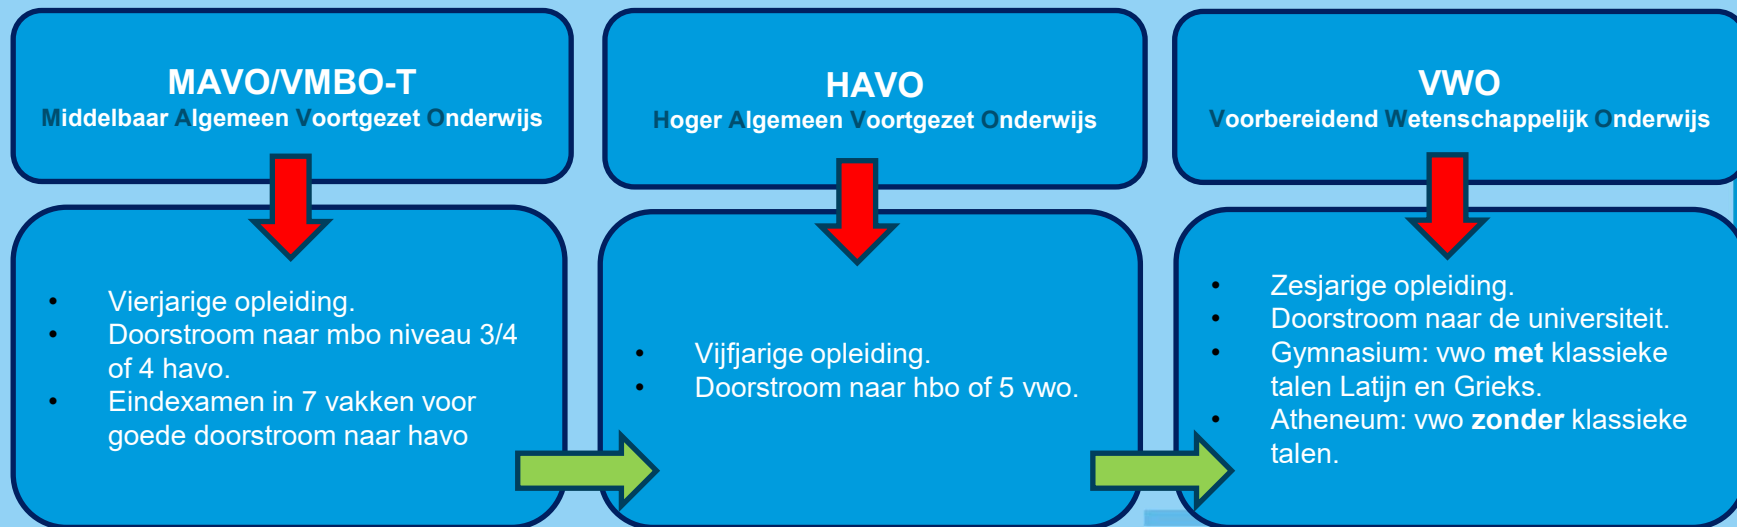 MAVO/VMBO-T
Middelbaar Algemeen Voortgezet Onderwijs
• Vierjarige opleiding.
• Doorstroom naar mbo niveau 3/4
of 4 havo.
• Eindexamen in 7 vakken voor
goede doorstroom naar havo
HAVO
Hoger Algemeen Voortgezet Onderwijs
• Vijfjarige opleiding.
• Doorstroom naar hbo of 5 vwo.
VWO
Voorbereidend Wetenschappelijk Onderwijs
• Zesjarige opleiding.
• Doorstroom naar de universiteit.
• Gymnasium: vwo met klassieke
talen Latijn en Grieks.
• Atheneum: vwo zonder klassieke
talen.